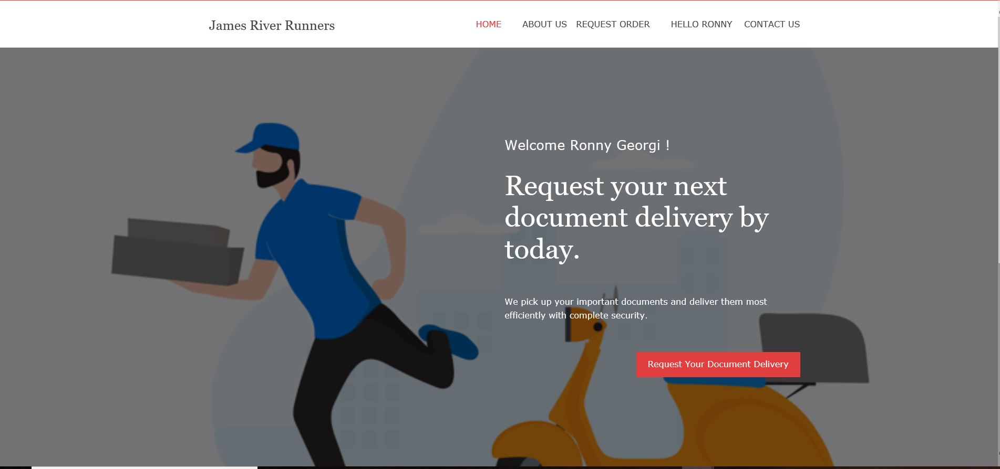 James River Runners
HOME ABOUT US REQUEST ORDER HELLO RONNY CONTACT US
Welcome Ronny Georgi !
Request your next
document delivery by
today.
We pick up your important documents and deliver them most
efficiently with complete security.
Request Your Document Delivery